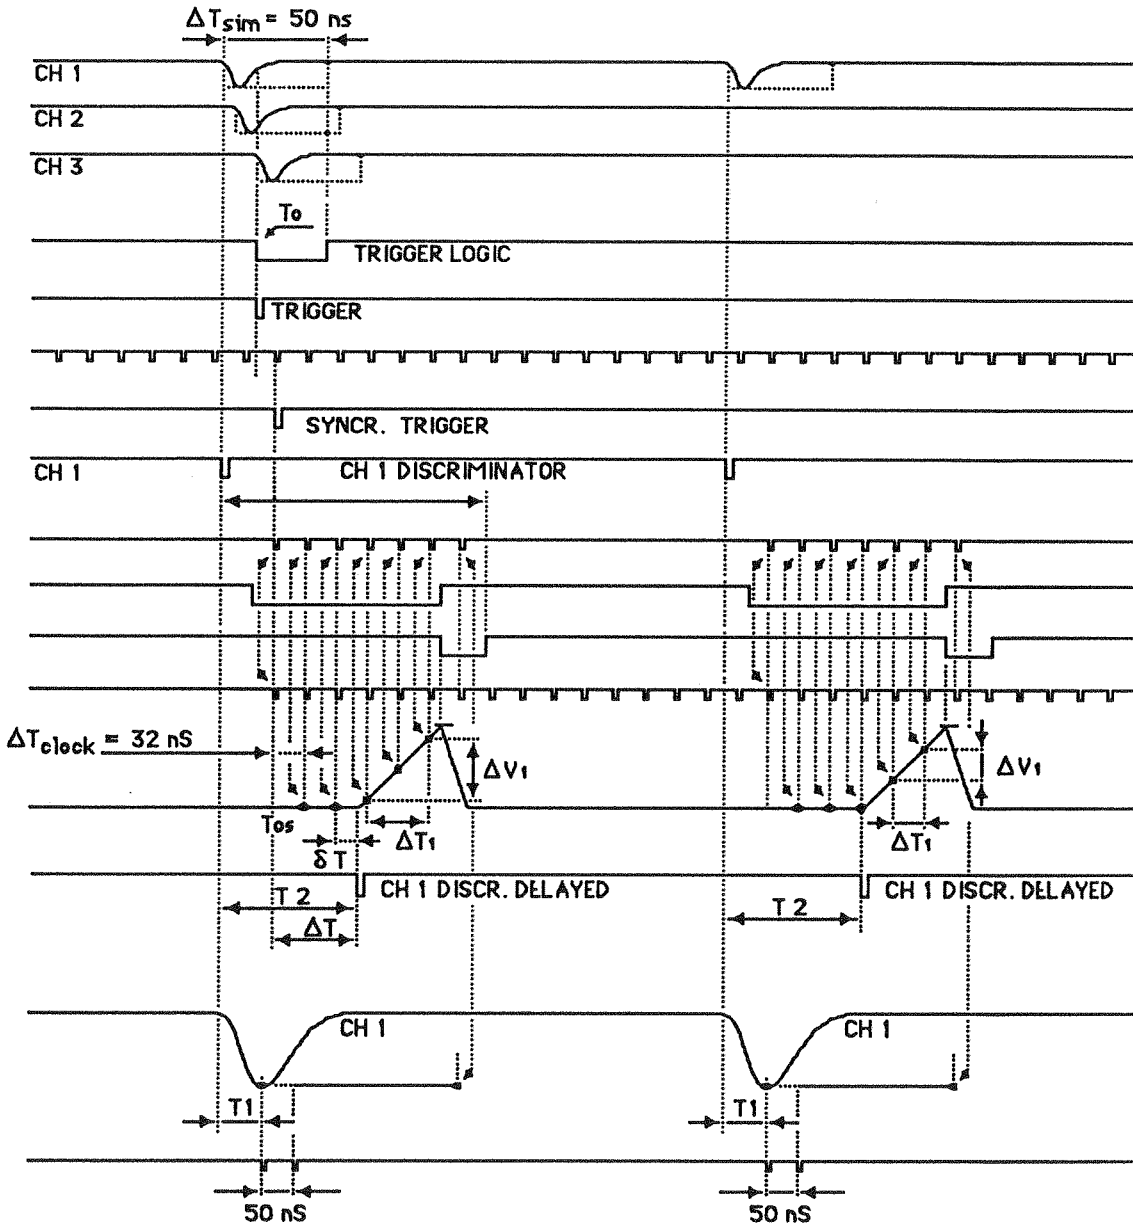 ΔTsim = 50 ns
CH 1
CH 2
CH 3
To
TRIGGER LOGIC
TRIGGER
SYNCR. TRIGGER
CH 1
CH 1 DISCRIMINATOR
ΔTclock = 32 nS
ΔV1
ΔV1
Tos
ΔT1
ΔT1
δ T
CH 1 DISCR. DELAYED
CH 1 DISCR. DELAYED
T 2
T 2
ΔT
CH 1
CH 1
T1
T1
50 nS
50 nS